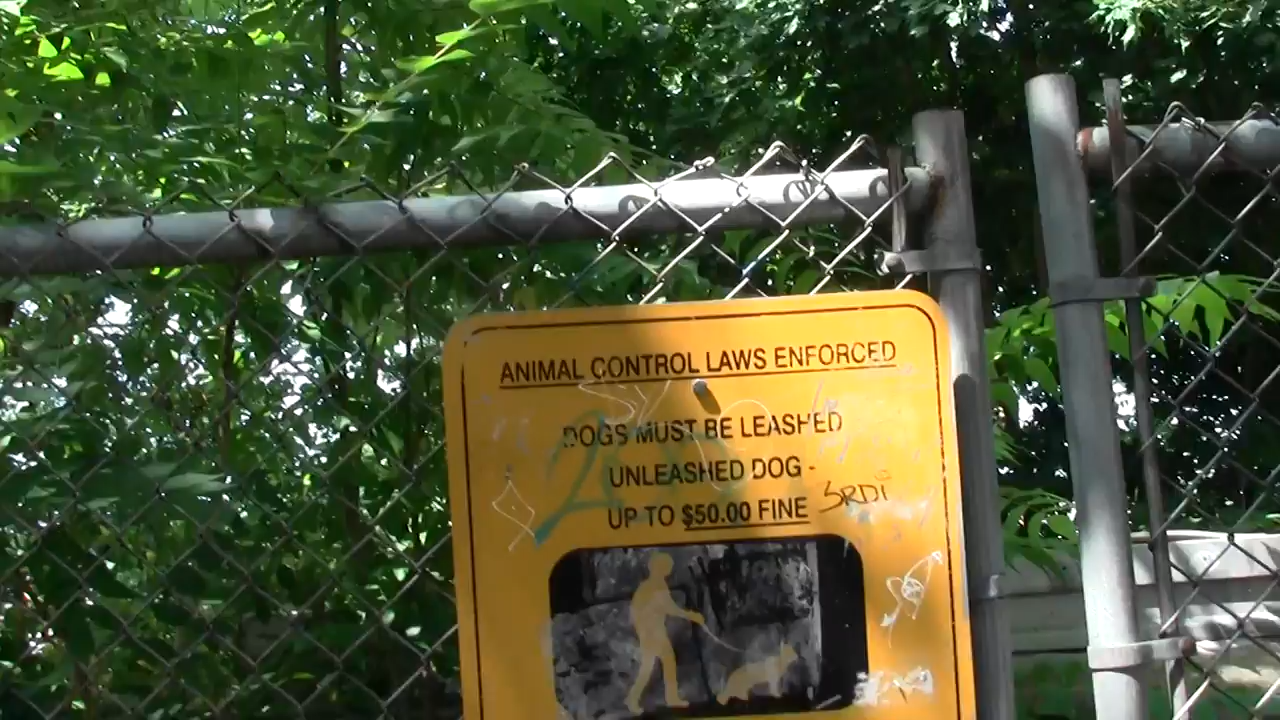 ANIMAL CONTROL LAWS ENFORCED
DOGS MUST BE LEASHED
UNLEASHED DOG -
UP TO $50.00 FINE